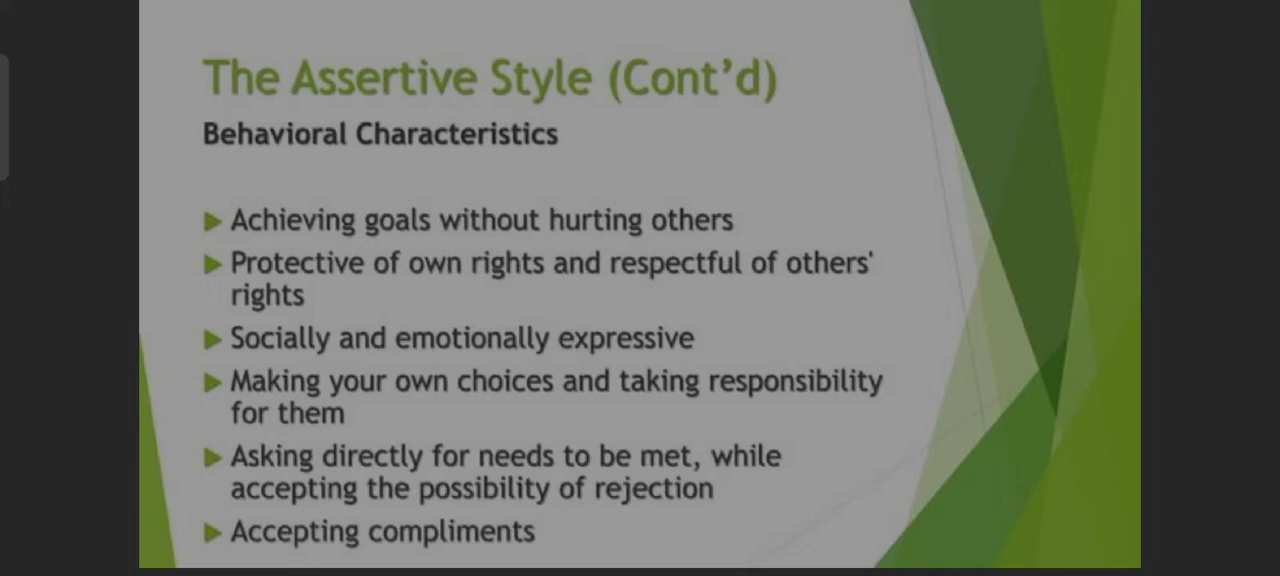 The Assertive Style (Cont’d)
Behavioral Characteristics
Achieving goals without hurting others
Protective of own rights and respectful of others'
rights
Socially and emotionally expressive
Making your own choices and taking responsibility
for them
Asking directly for needs to be met, while
accepting the possibility of rejection
Accepting compliments